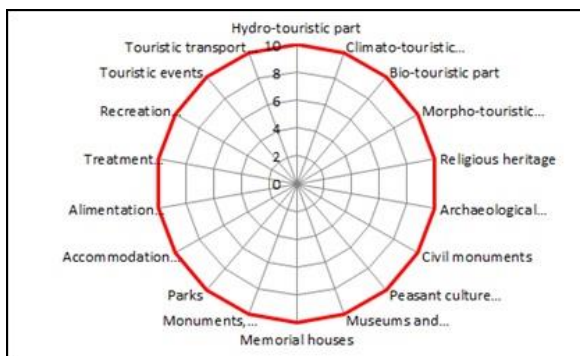 Hydro-touristic part
Touristic transport...
10
Climato-touristic...
Touristic events
8
Bio-touristic part
Recreation...
6
Morpho-touristic...
4
Treatment...
2
Religious heritage
0
Alimentation...
Archaeological...
Accommodation...
Civil monuments
Parks
Peasant culture...
Monuments,...
Museums and...
Memorial houses